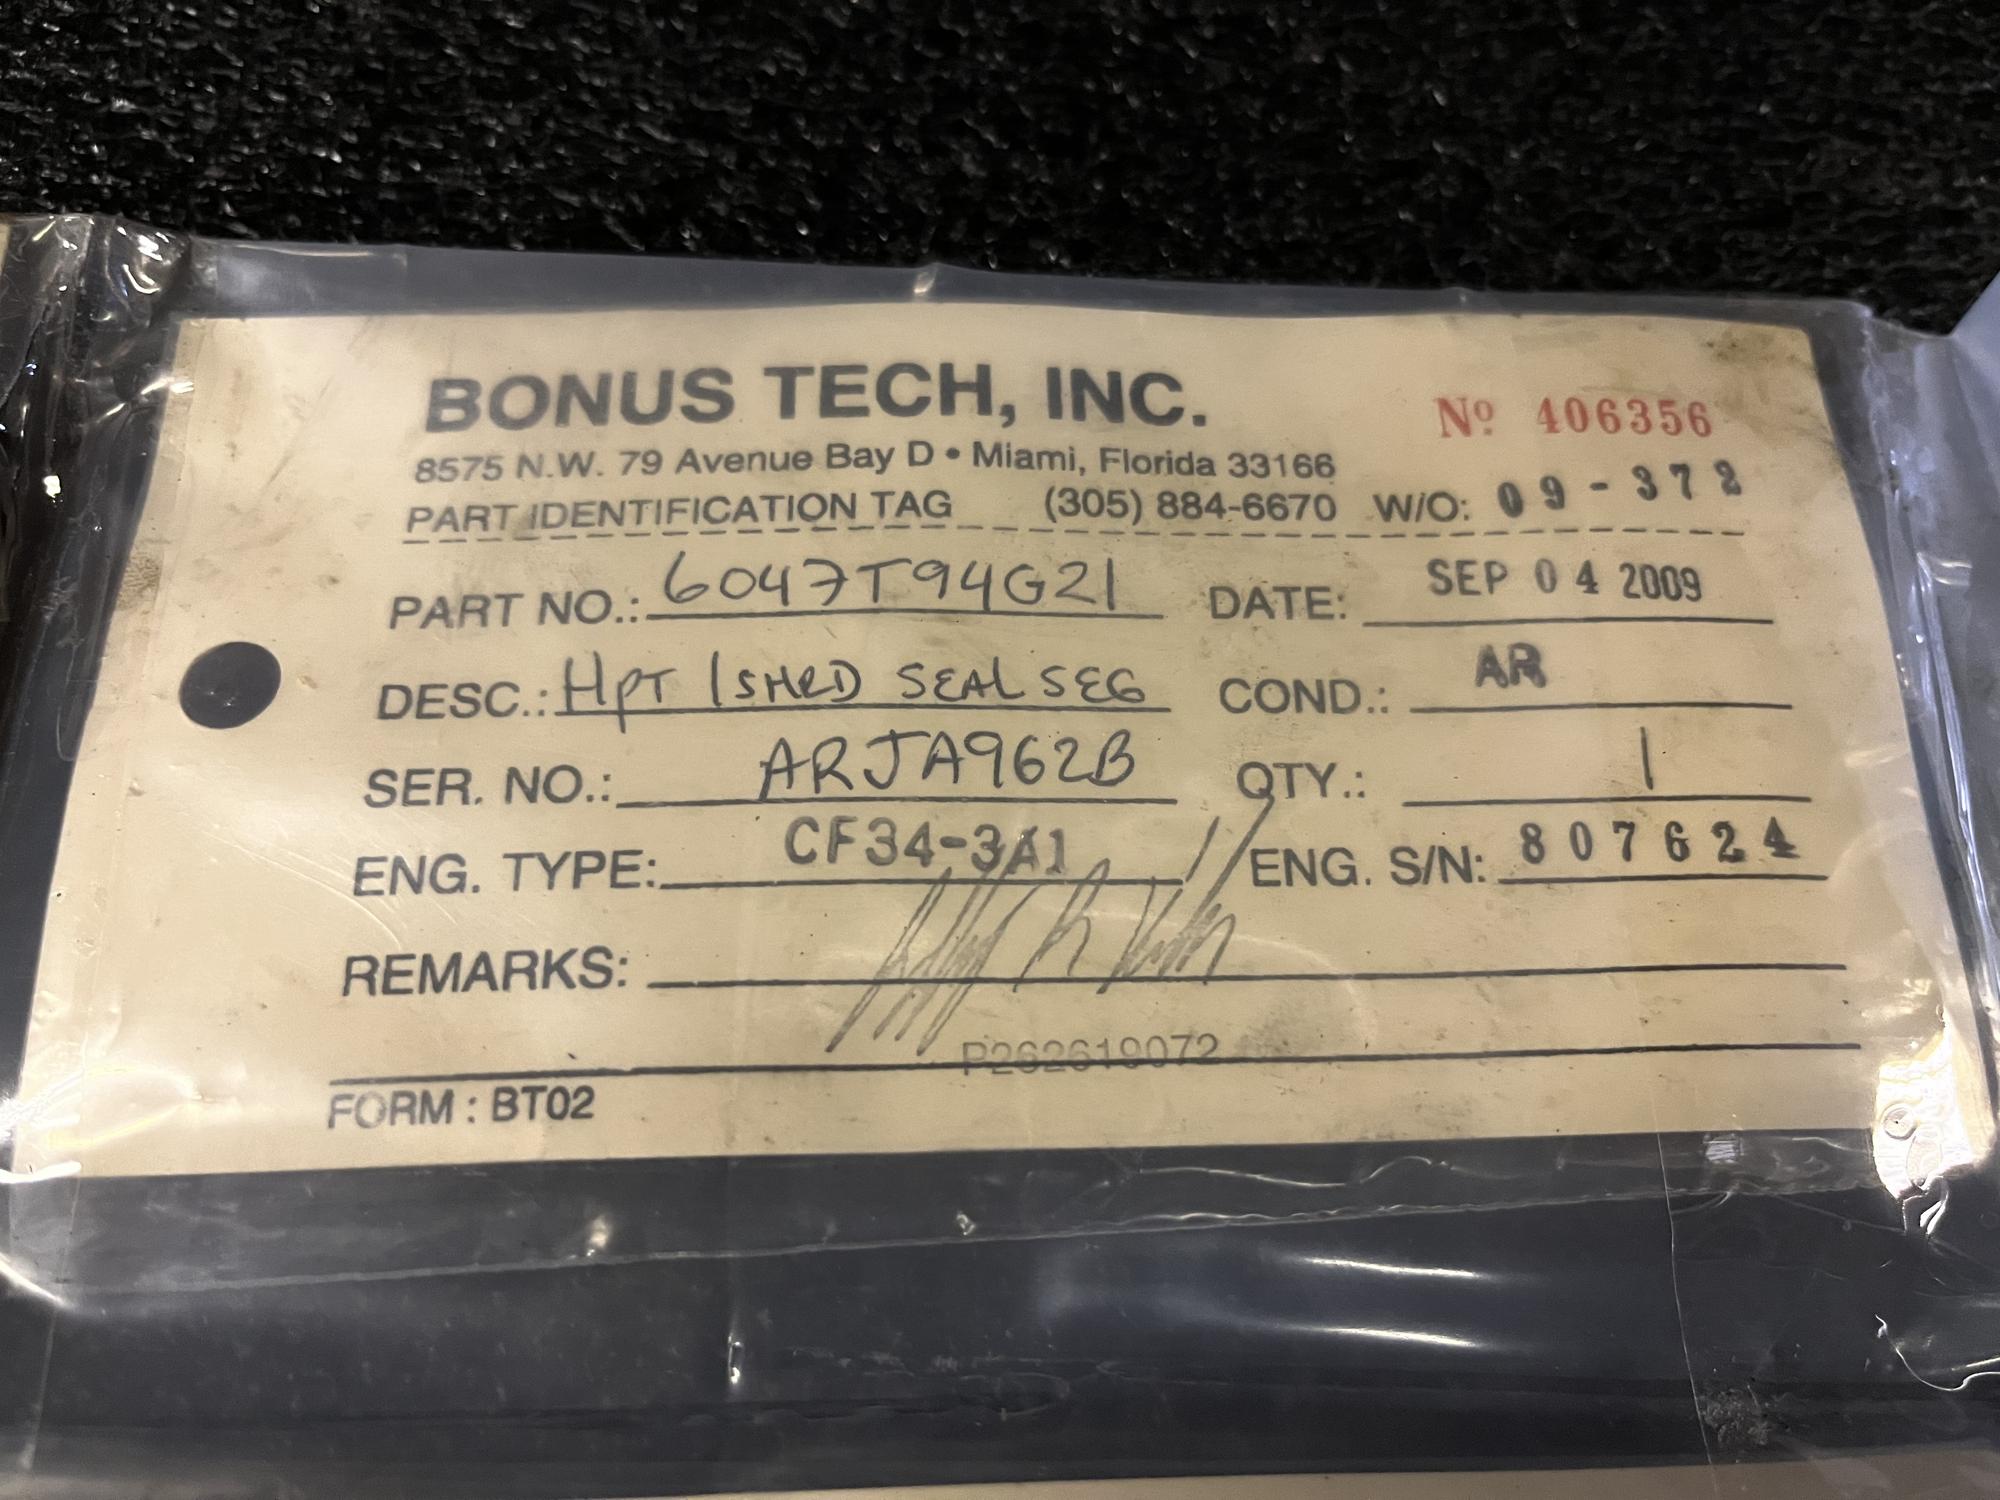 BONUS TECH, INC.
Nº 406356
8575 N.W. 79 Avenue Bay D • Miami, Florida 33166
PART IDENTIFICATION TAG (305) 884-6670 W/O: 09-372
PART NO.: 6047T94G21 DATE: SEP 04 2009
DESC.: HPT 1 SHRD SEAL SEG COND.: AR
SER. NO.: ARJA962B QTY.: 1
ENG. TYPE: CF34-3A1 ENG. S/N: 807624
REMARKS:
P262619072
FORM : BT02